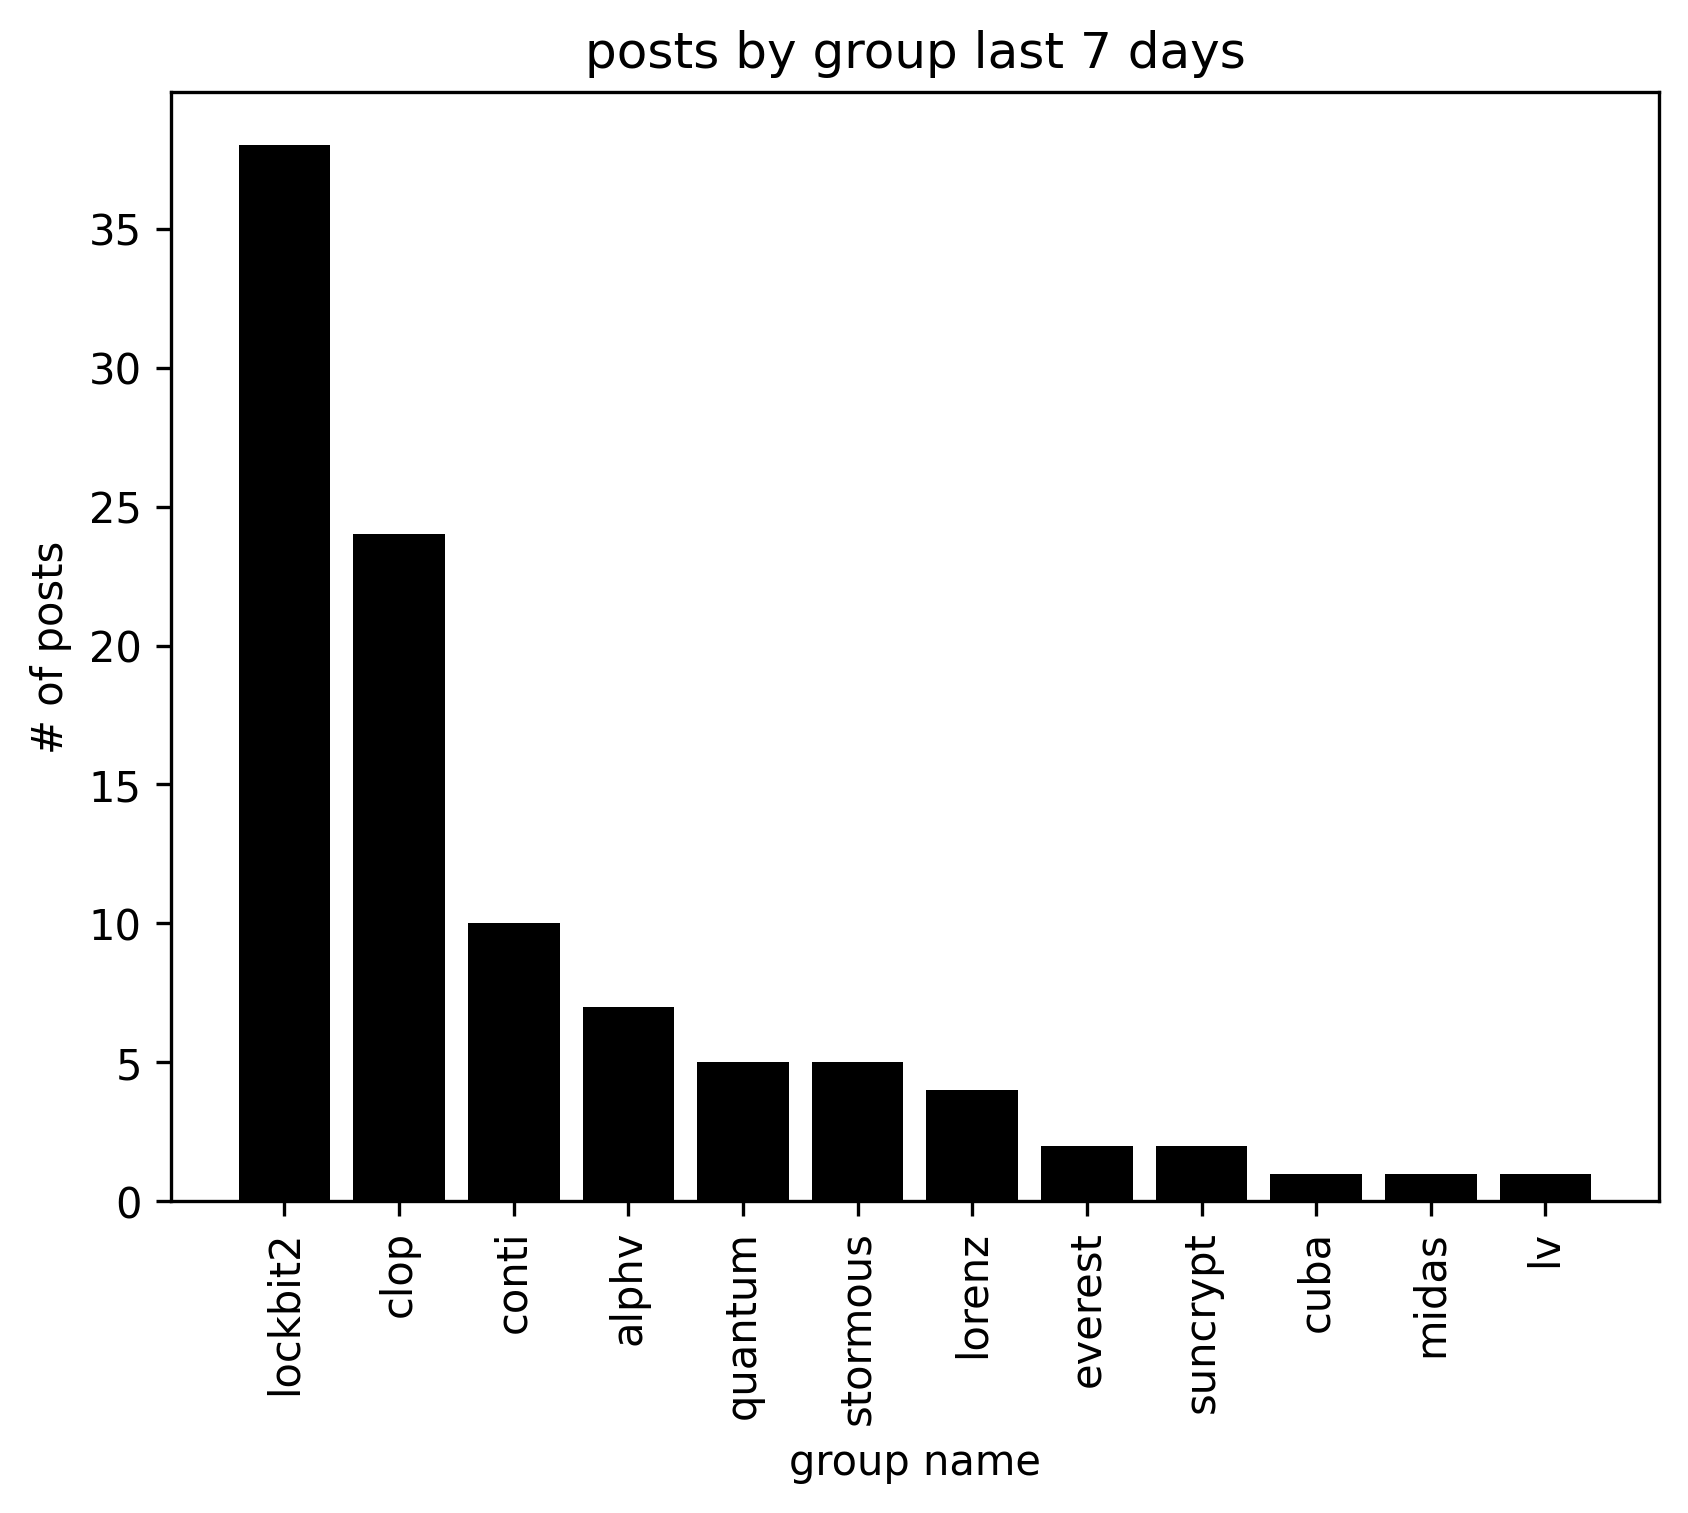 posts by group last 7 days
# of posts
35
30
25
20
15
10
5
0
lockbit2
clop
conti
alphv
quantum
stormous
lorenz
everest
suncrypt
cuba
midas
lv
group name